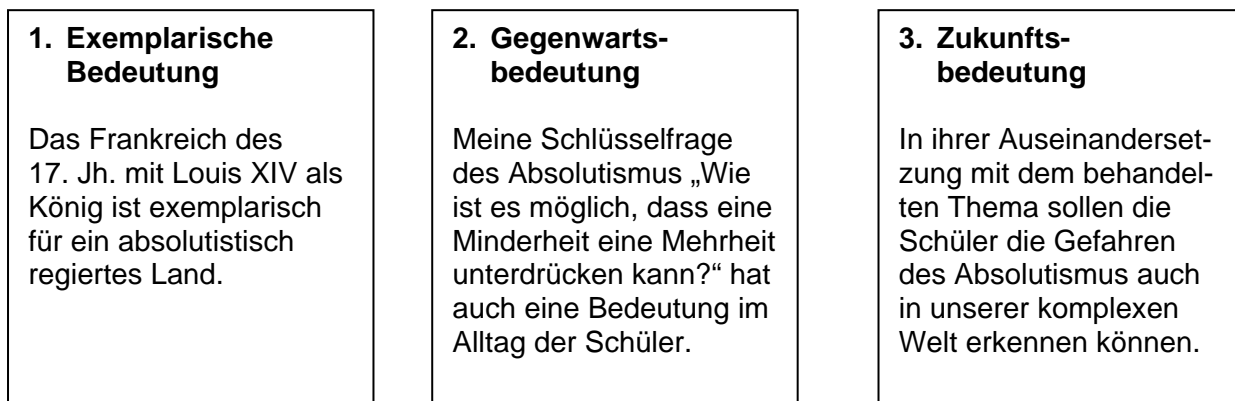 1. Exemplarische
Bedeutung
Das Frankreich des
17. Jh. mit Louis XIV als
König ist exemplarisch
für ein absolutistisch
regiertes Land.
2. Gegenwarts-
bedeutung
Meine Schlüsselfrage
des Absolutismus „Wie
ist es möglich, dass eine
Minderheit eine Mehrheit
unterdrücken kann?“ hat
auch eine Bedeutung im
Alltag der Schüler.
3. Zukunfts-
bedeutung
In ihrer Auseinanderset-
zung mit dem behandel-
ten Thema sollen die
Schüler die Gefahren
des Absolutismus auch
in unserer komplexen
Welt erkennen können.